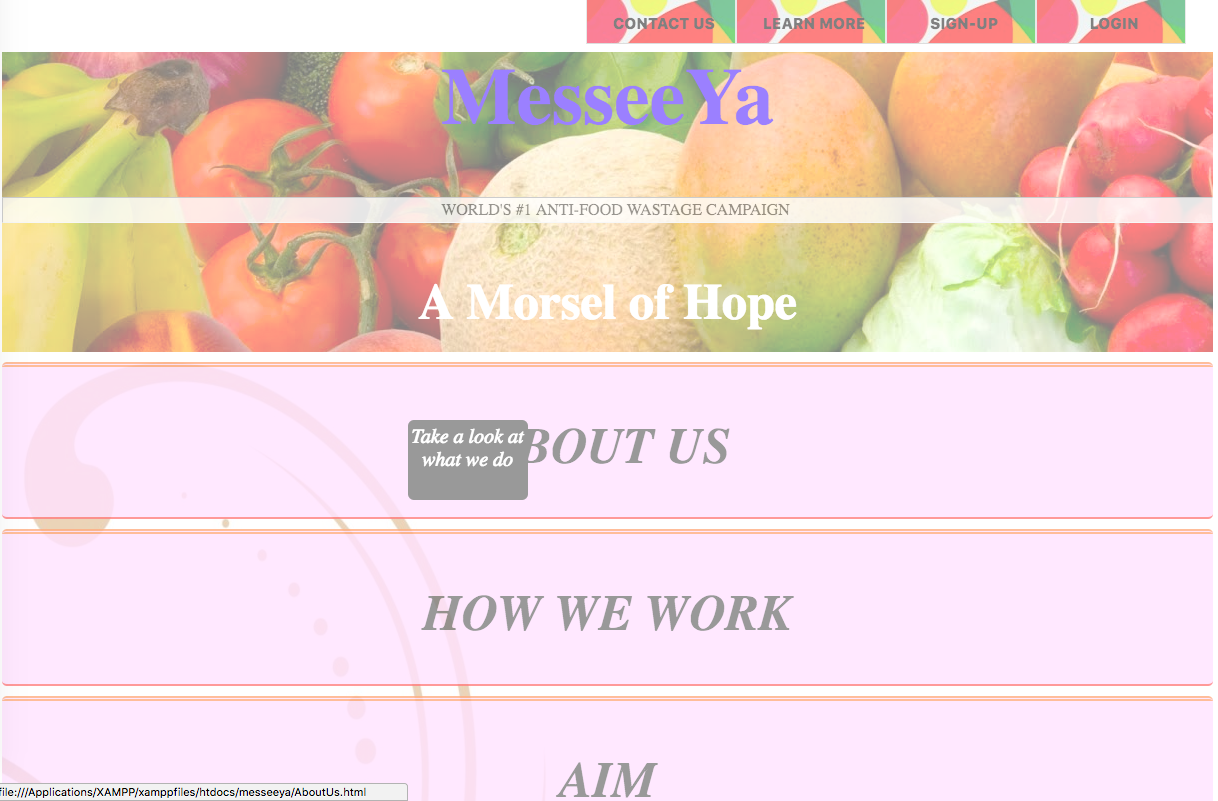 CONTACT US
LEARN MORE
SIGN-UP
LOGIN
MesseeYa
WORLD'S #1 ANTI-FOOD WASTAGE CAMPAIGN
A Morsel of Hope
Take a look at
what we do
BOUT US
HOW WE WORK
AIM
file:///Applications/XAMPP/xamppfiles/htdocs/messeeya/AboutUs.html